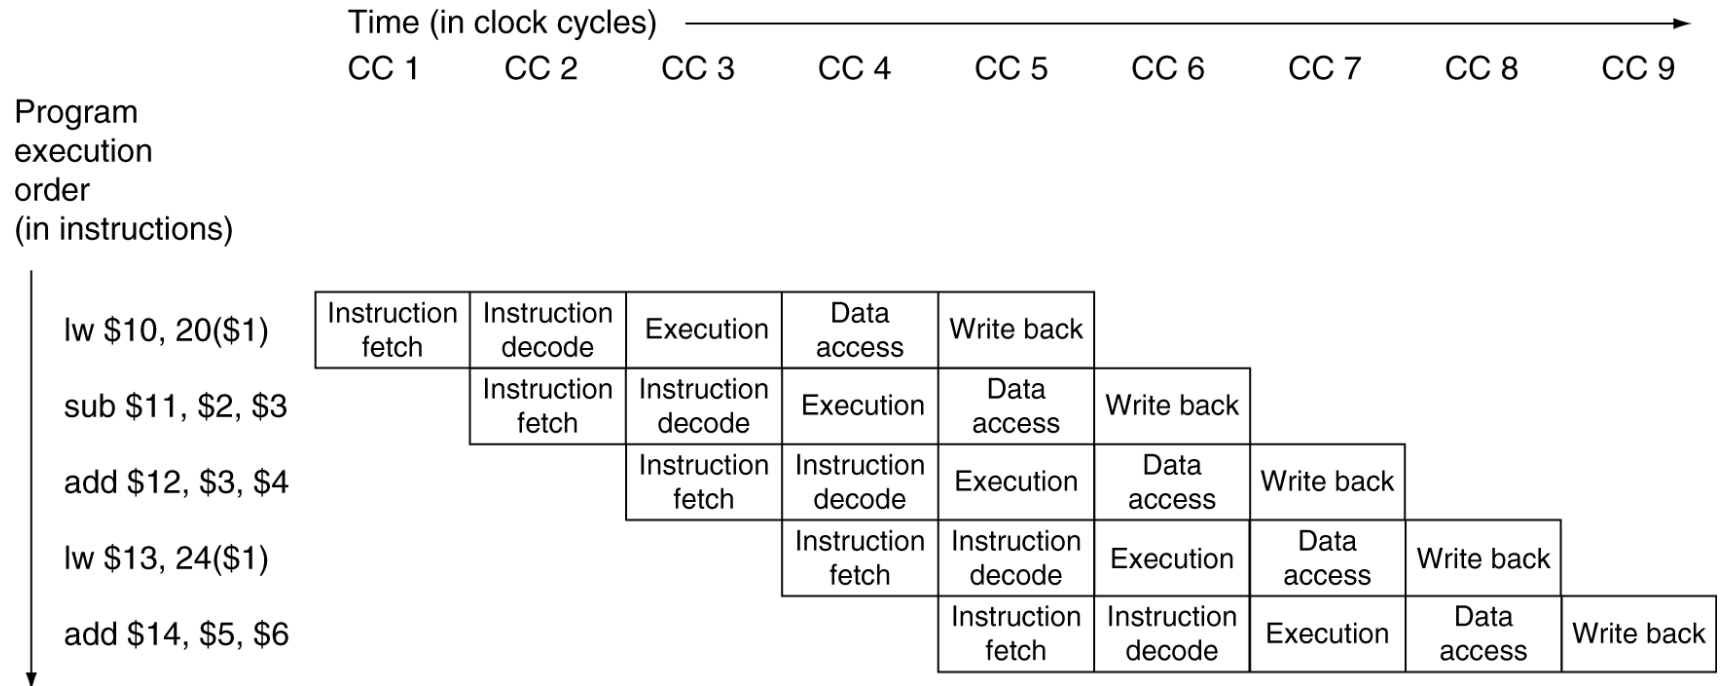 Time (in clock cycles)
CC 1 CC 2 CC 3 CC 4 CC 5 CC 6 CC 7 CC 8 CC 9
Program
execution
order
(in instructions)
lw $10, 20($1)
Instruction
fetch
Instruction
decode
Execution
Data
access
Write back
sub $11, $2, $3
Instruction
fetch
Instruction
decode
Execution
Data
access
Write back
add $12, $3, $4
Instruction
fetch
Instruction
decode
Execution
Data
access
Write back
lw $13, 24($1)
Instruction
fetch
Instruction
decode
Execution
Data
access
Write back
add $14, $5, $6
Instruction
fetch
Instruction
decode
Execution
Data
access
Write back